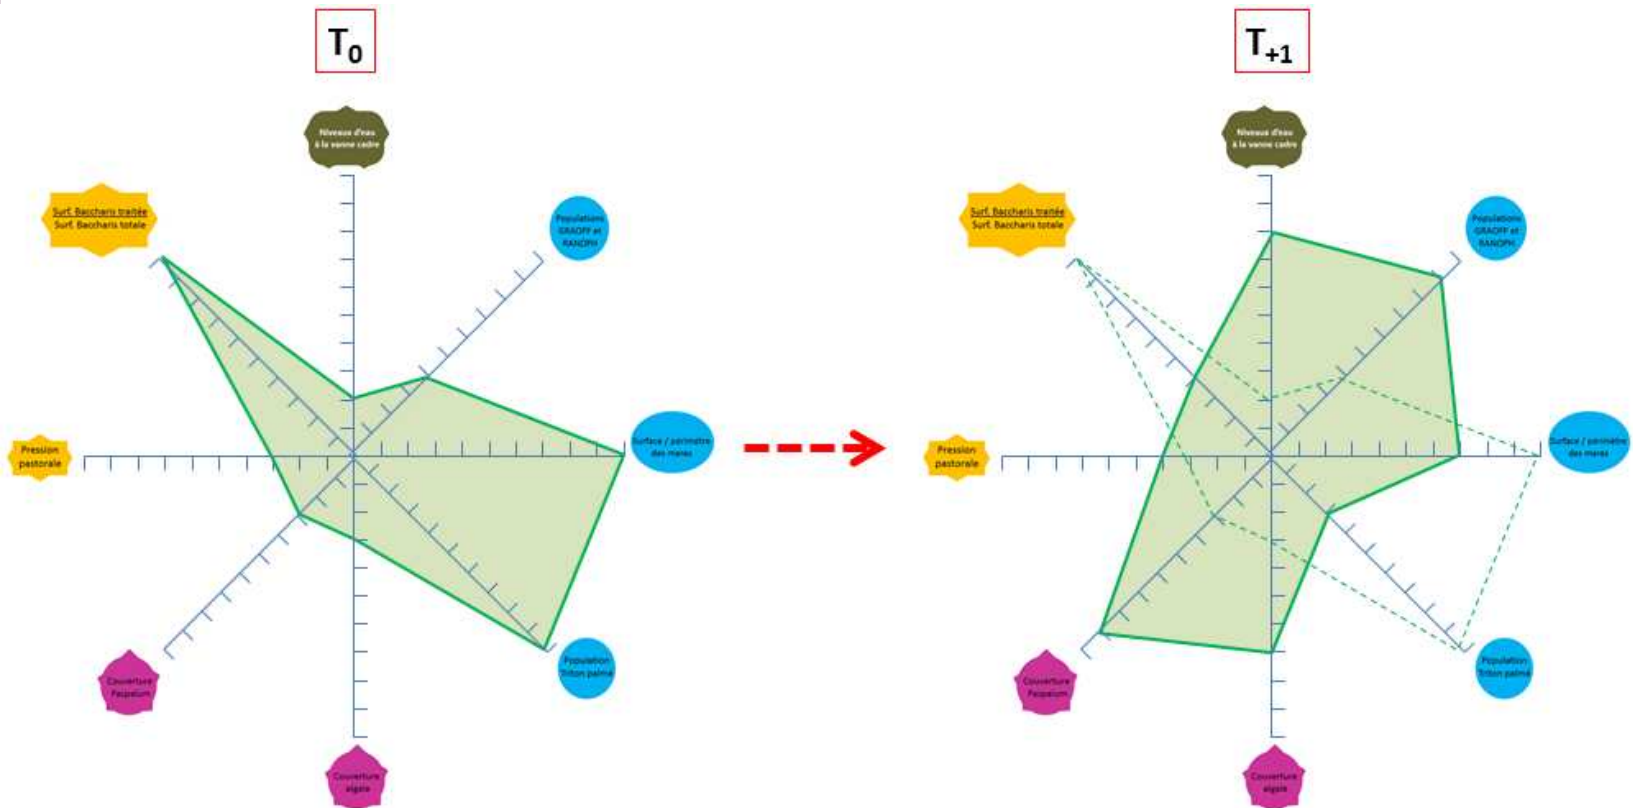 T0
T+1
Niveaux d'eau
à la vanne cadre
Niveaux d'eau
à la vanne cadre
Surf. Baccharis traitée
Surf. Baccharis totale
Populations
GRAOFF et
RANOPH
Surf. Baccharis traitée
Surf. Baccharis totale
Populations
GRAOFF et
RANOPH
Pression
pastorale
Surface / périmètre
des mares
Pression
pastorale
Surface / périmètre
des mares
Couverture
Paspalum
Population
Triton palmé
Couverture
Paspalum
Population
Triton palmé
Couverture
algale
Couverture
algale